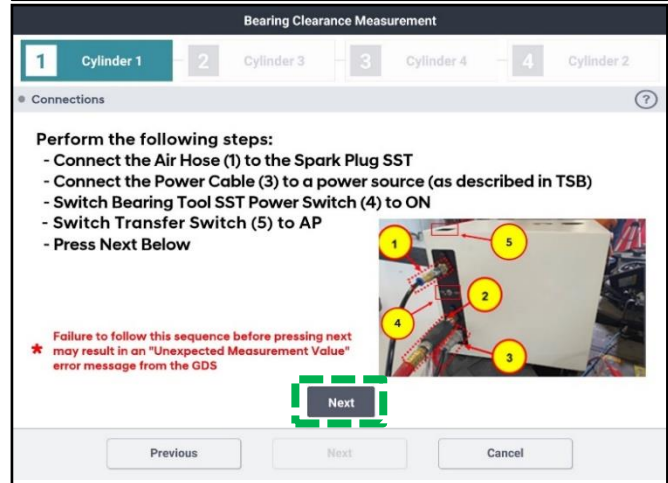 Bearing Clearance Measurement
1 Cylinder 1 2 Cylinder 3 3 Cylinder 4 4 Cylinder 2
Connections ?
Perform the following steps:
- Connect the Air Hose (1) to the Spark Plug SST
- Connect the Power Cable (3) to a power source (as described in TSB)
- Switch Bearing Tool SST Power Switch (4) to ON
- Switch Transfer Switch (5) to AP
- Press Next Below
1
5
2
4
3
Failure to follow this sequence before pressing next
* may result in an "Unexpected Measurement Value"
error message from the GDS
Next
Previous Next Cancel